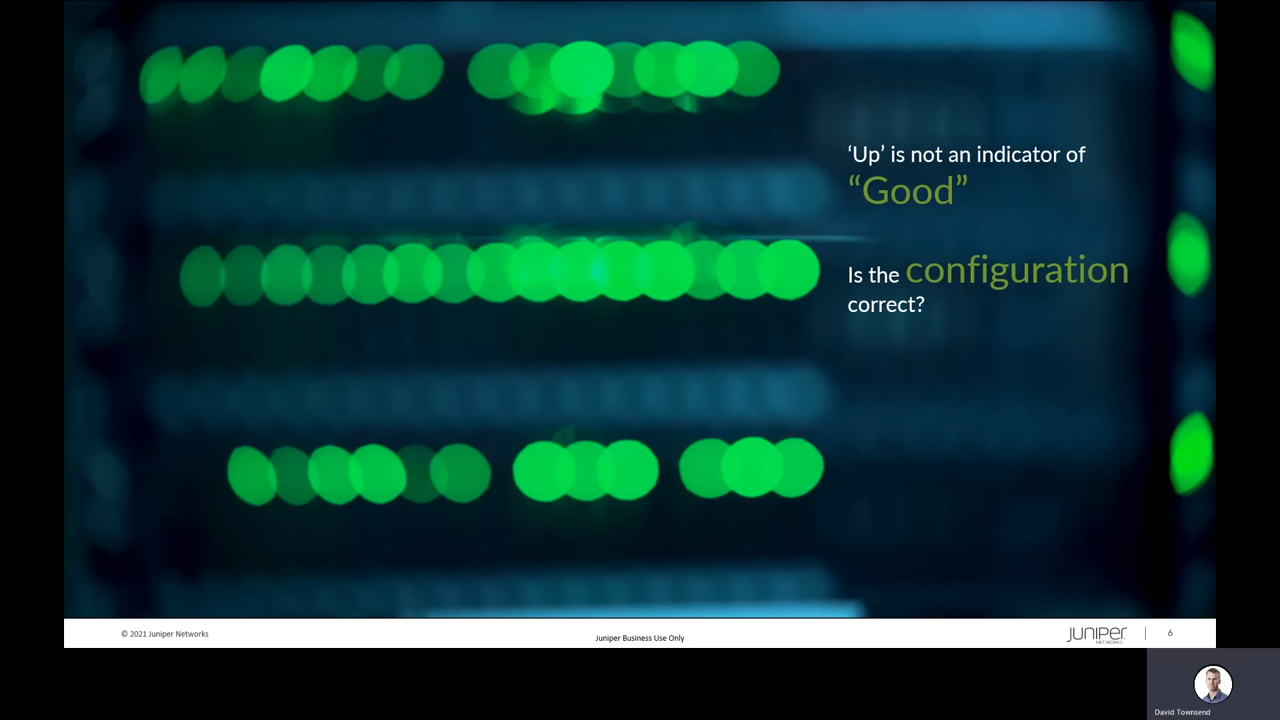 ‘Up’ is not an indicator of
“Good”
Is the configuration
correct?
© 2021 Juniper Networks
Juniper Business Use Only
JUNIPER
NETWORKS
6
David Townsend